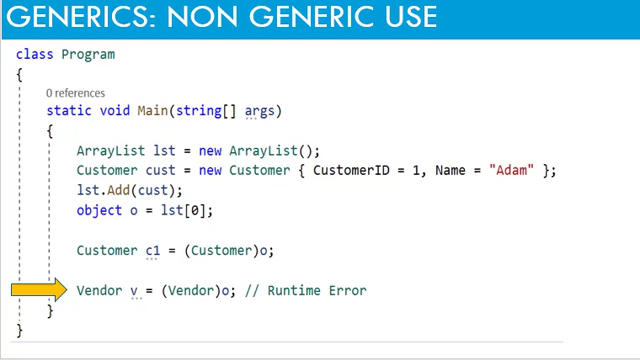 GENERICS: NON GENERIC USE
class Program
{
0 references
static void Main(string[] args)
{
ArrayList lst = new ArrayList();
Customer cust = new Customer { CustomerID = 1, Name = "Adam" };
lst.Add(cust);
object o = lst[0];
Customer c1 = (Customer)o;
Vendor v = (Vendor)o; // Runtime Error
}
}